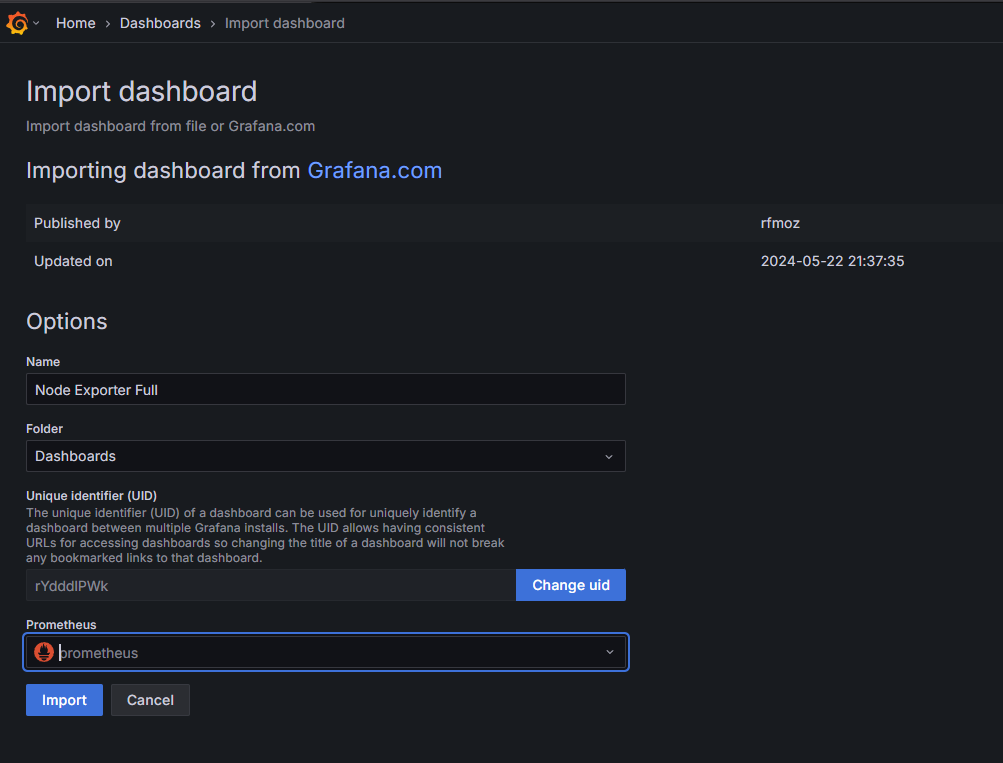 Home › Dashboards › Import dashboard
Import dashboard
Import dashboard from file or Grafana.com
Importing dashboard from Grafana.com
Published by rfmoz
Updated on 2024-05-22 21:37:35
Options
Name
Node Exporter Full
Folder
Dashboards
Unique identifier (UID)
The unique identifier (UID) of a dashboard can be used for uniquely identify a
dashboard between multiple Grafana installs. The UID allows having consistent
URLs for accessing dashboards so changing the title of a dashboard will not break
any bookmarked links to that dashboard.
rYdddlPWk Change uid
Prometheus
prometheus
Import Cancel